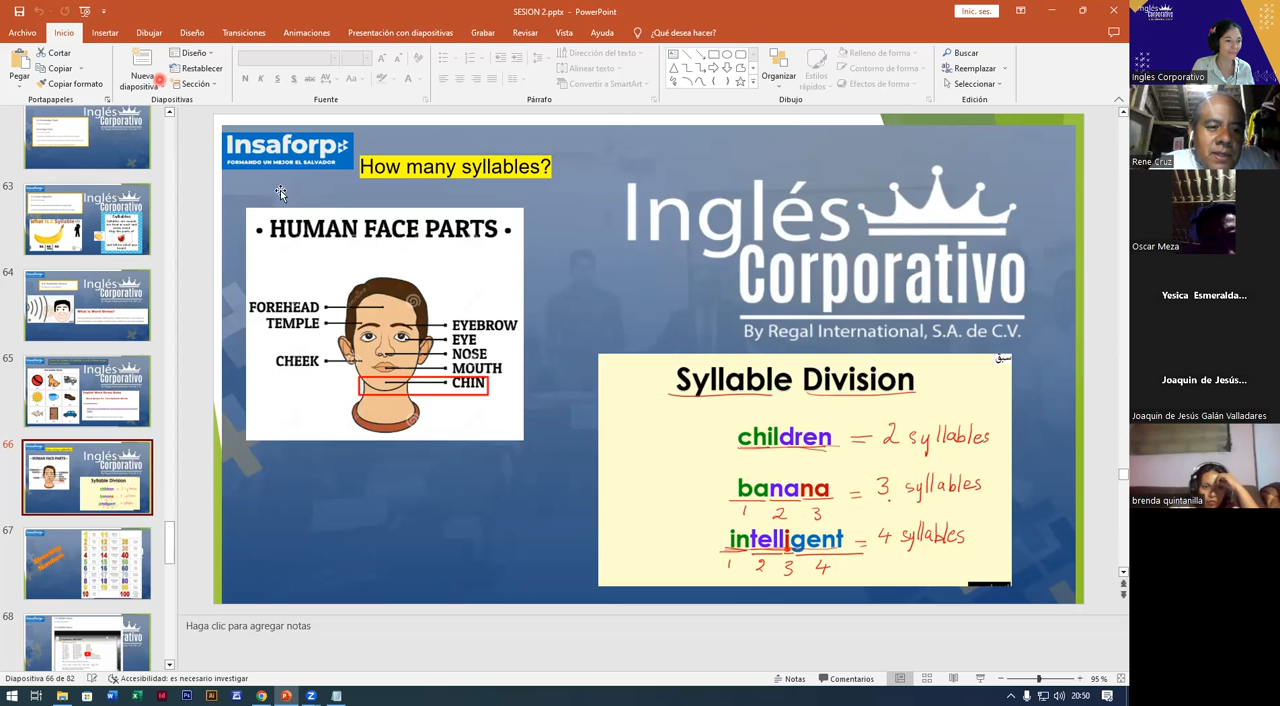 SESION 2.pptx - PowerPoint
Inic. ses.
Archivo Inicio Insertar Dibujar Diseño Transiciones Animaciones Presentación con diapositivas Grabar Revisar Vista Ayuda ¿Qué desea hacer?
Pegar
Cortar
Copiar
Copiar formato
Portapapeles
Nueva diapositiva
Diseño
Restablecer
Sección
Diapositivas
N K S S abc AV Aa A
Fuente
Dirección del texto
Alinear texto
Convertir a SmartArt
Párrafo
Organizar
Estilos rápidos
Relleno de forma
Contorno de forma
Efectos de forma
Dibujo
Buscar
Reemplazar
Seleccionar
Edición
63
64
65
66
67
68
Insaforp
FORMANDO UN MEJOR EL SALVADOR
How many syllables?
• HUMAN FACE PARTS •
FOREHEAD
TEMPLE
CHEEK
EYEBROW
EYE
NOSE
MOUTH
CHIN
Inglés
Corporativo
By Regal International, S.A. de C.V.
Syllable Division
children = 2 syllables
banana = 3 syllables
1 2 3
intelligent = 4 syllables
1 2 3 4
Haga clic para agregar notas
Diapositiva 66 de 82
Accesibilidad: es necesario investigar
Notas
Comentarios
95 %
20:50
Inglés Corporativo
Ingles Corporativo
Rene Cruz
Oscar Meza
Yesica Esmeralda...
Joaquin de Jesús...
Joaquin de Jesús Galán Valladares
brenda quintanilla